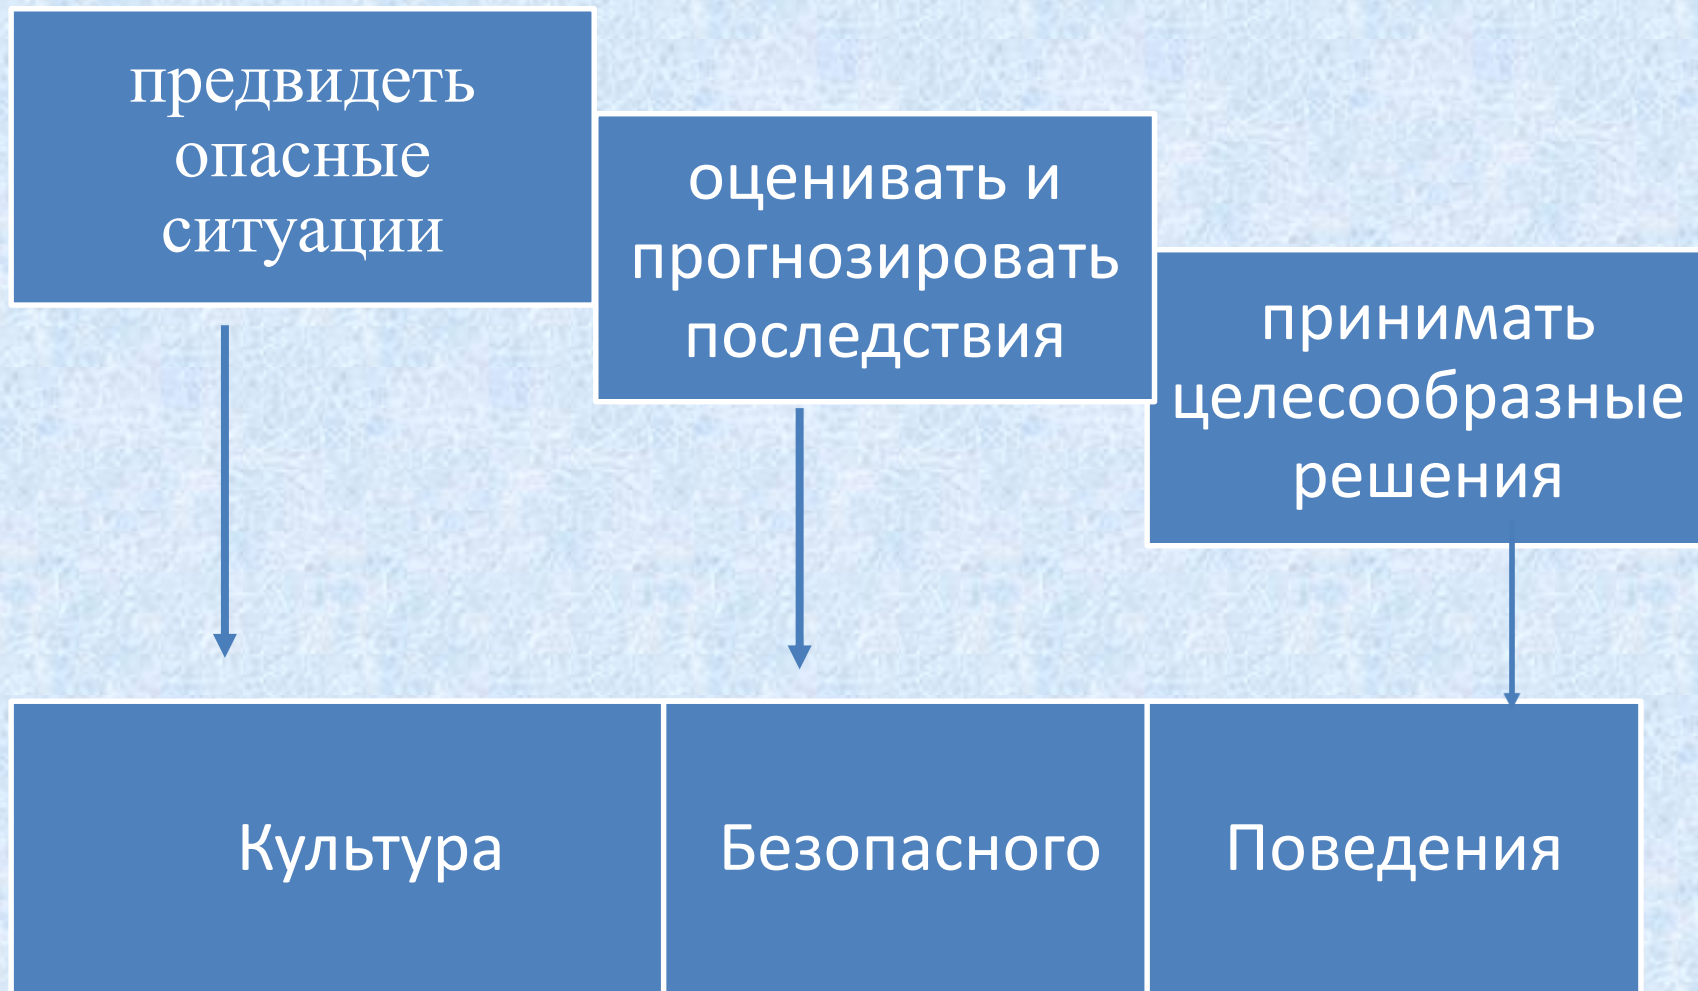 предвидеть
опасные
ситуации
оценивать и
прогнозировать
последствия
принимать
целесообразные
решения
Культура
Безопасного
Поведения